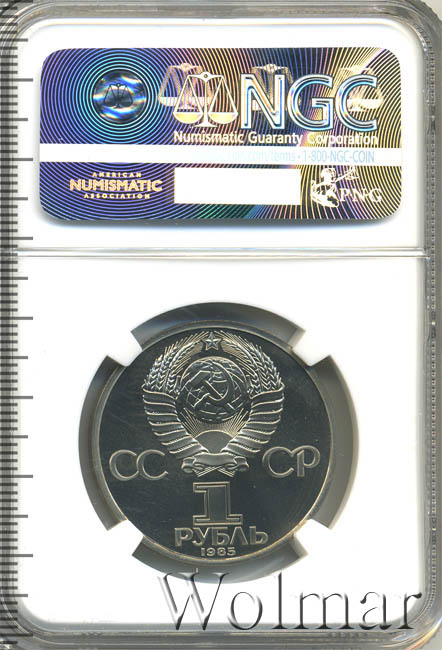 NGC
Numismatic Guaranty Corporation
1-800-NGC-COIN
AMERICAN
NUMISMATIC
ASSOCIATION
PNG
СС СР
1
РУБЛЬ
1985
Wolmar